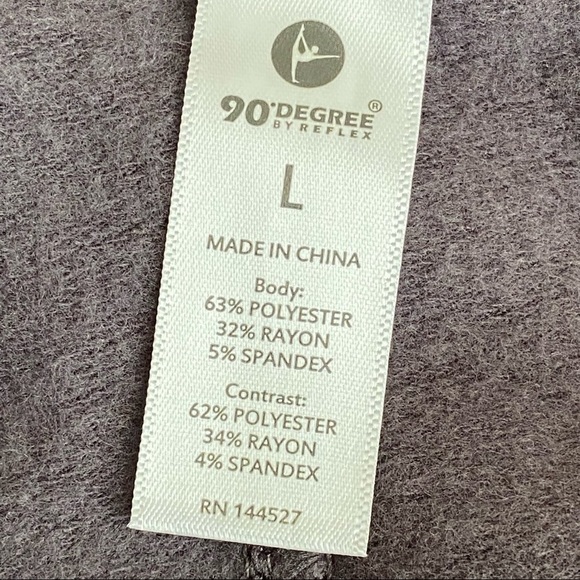 90°DEGREE®
BY REFLEX
L
MADE IN CHINA
Body:
63% POLYESTER
32% RAYON
5% SPANDEX
Contrast:
62% POLYESTER
34% RAYON
4% SPANDEX
RN 144527